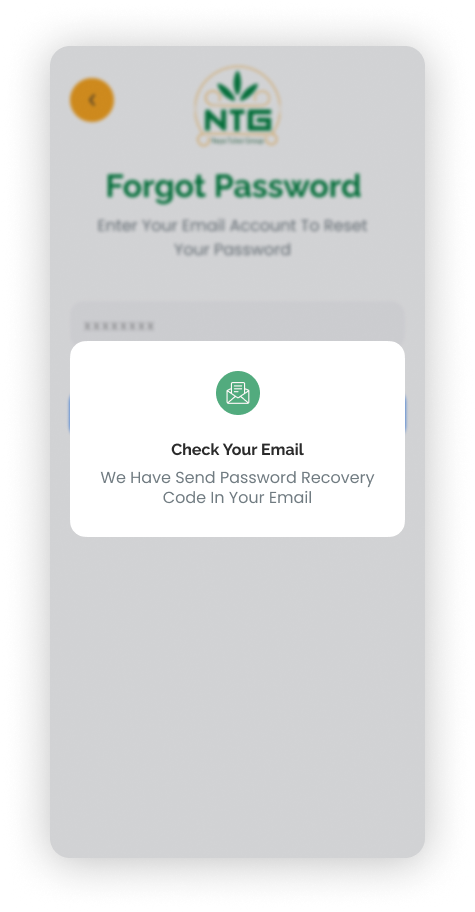 NTG
Forgot Password
Enter Your Email Account To Reset
Your Password
xxxxxxxx
Check Your Email
We Have Send Password Recovery
Code In Your Email